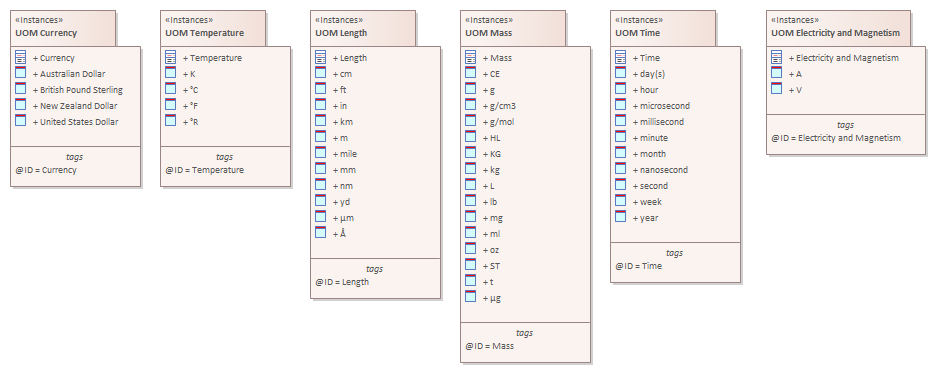 «Instances»
UOM Currency
+ Currency
+ Australian Dollar
+ British Pound Sterling
+ New Zealand Dollar
+ United States Dollar
tags
@ID = Currency
«Instances»
UOM Temperature
+ Temperature
+ K
+ °C
+ °F
+ °R
tags
@ID = Temperature
«Instances»
UOM Length
+ Length
+ cm
+ ft
+ in
+ km
+ m
+ mile
+ mm
+ nm
+ yd
+ µm
+ Å
tags
@ID = Length
«Instances»
UOM Mass
+ Mass
+ CE
+ g
+ g/cm3
+ g/mol
+ HL
+ KG
+ kg
+ L
+ lb
+ mg
+ ml
+ oz
+ ST
+ t
+ µg
tags
@ID = Mass
«Instances»
UOM Time
+ Time
+ day(s)
+ hour
+ microsecond
+ millisecond
+ minute
+ month
+ nanosecond
+ second
+ week
+ year
tags
@ID = Time
«Instances»
UOM Electricity and Magnetism
+ Electricity and Magnetism
+ A
+ V
tags
@ID = Electricity and Magnetism